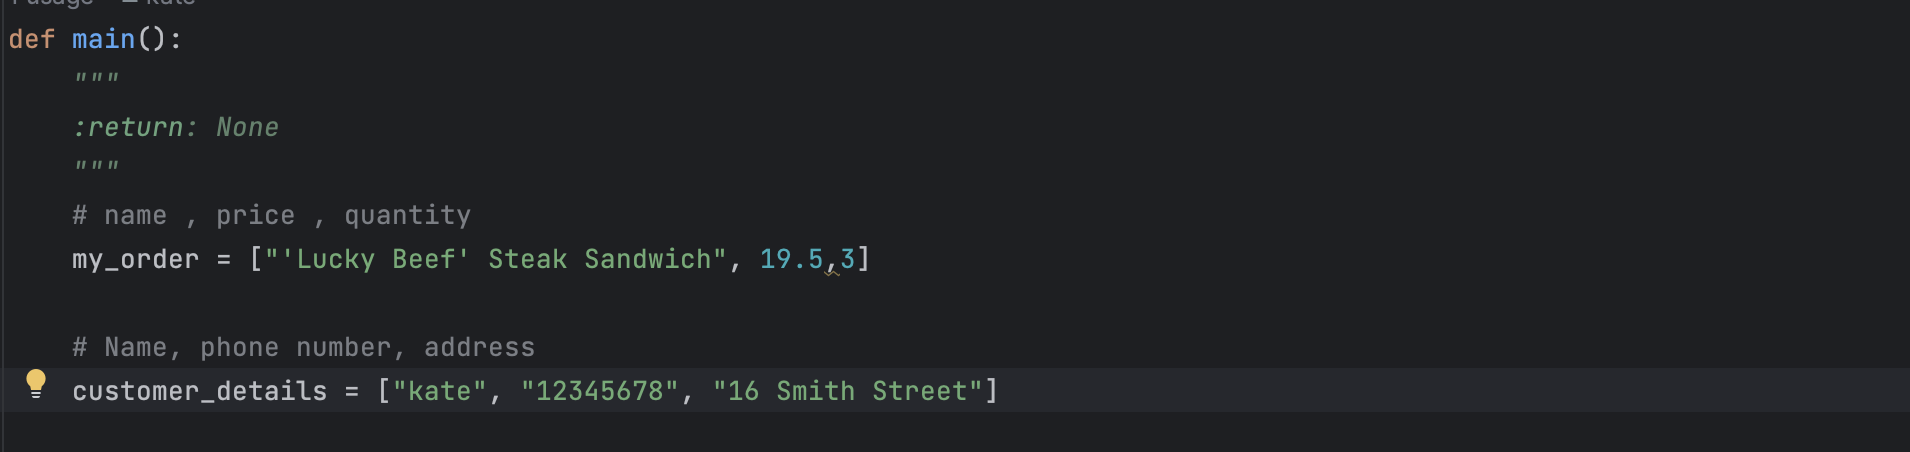 def main():
"""
:return: None
"""
# name , price , quantity
my_order = ["'Lucky Beef' Steak Sandwich", 19.5,3]
# Name, phone number, address
customer_details = ["kate", "12345678", "16 Smith Street"]